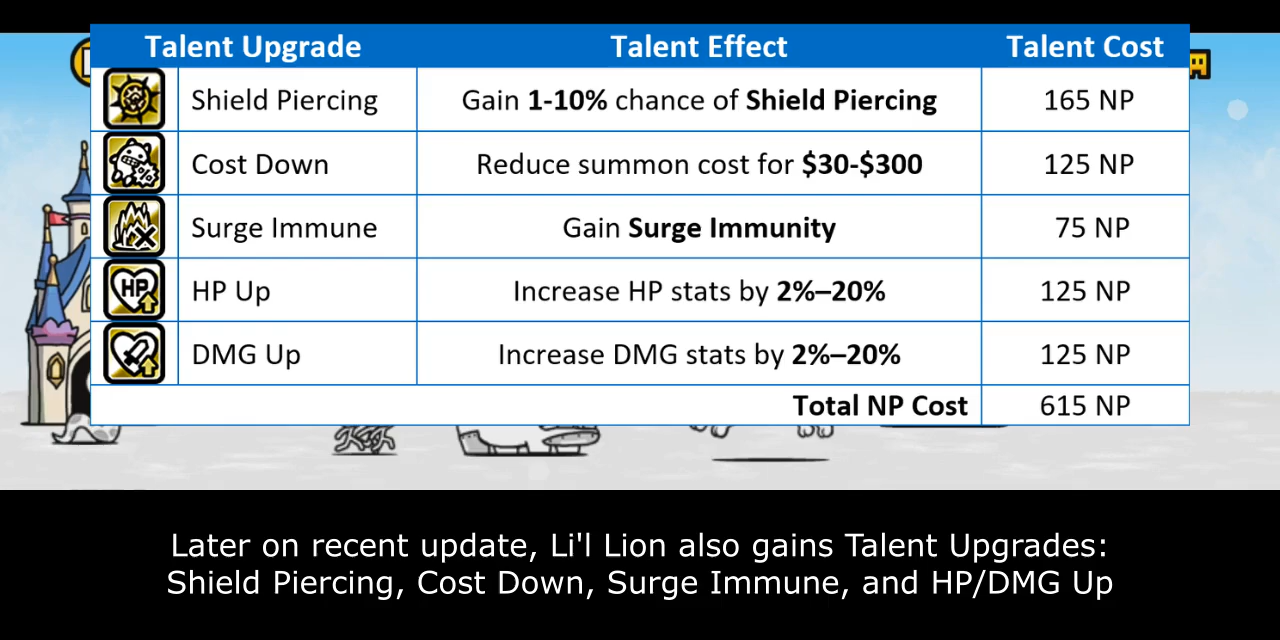 Talent Upgrade Talent Effect Talent Cost
Shield Piercing Gain 1-10% chance of Shield Piercing 165 NP
Cost Down Reduce summon cost for $30-$300 125 NP
Surge Immune Gain Surge Immunity 75 NP
HP Up Increase HP stats by 2%–20% 125 NP
DMG Up Increase DMG stats by 2%–20% 125 NP
Total NP Cost 615 NP
Later on recent update, Li'l Lion also gains Talent Upgrades:
Shield Piercing, Cost Down, Surge Immune, and HP/DMG Up